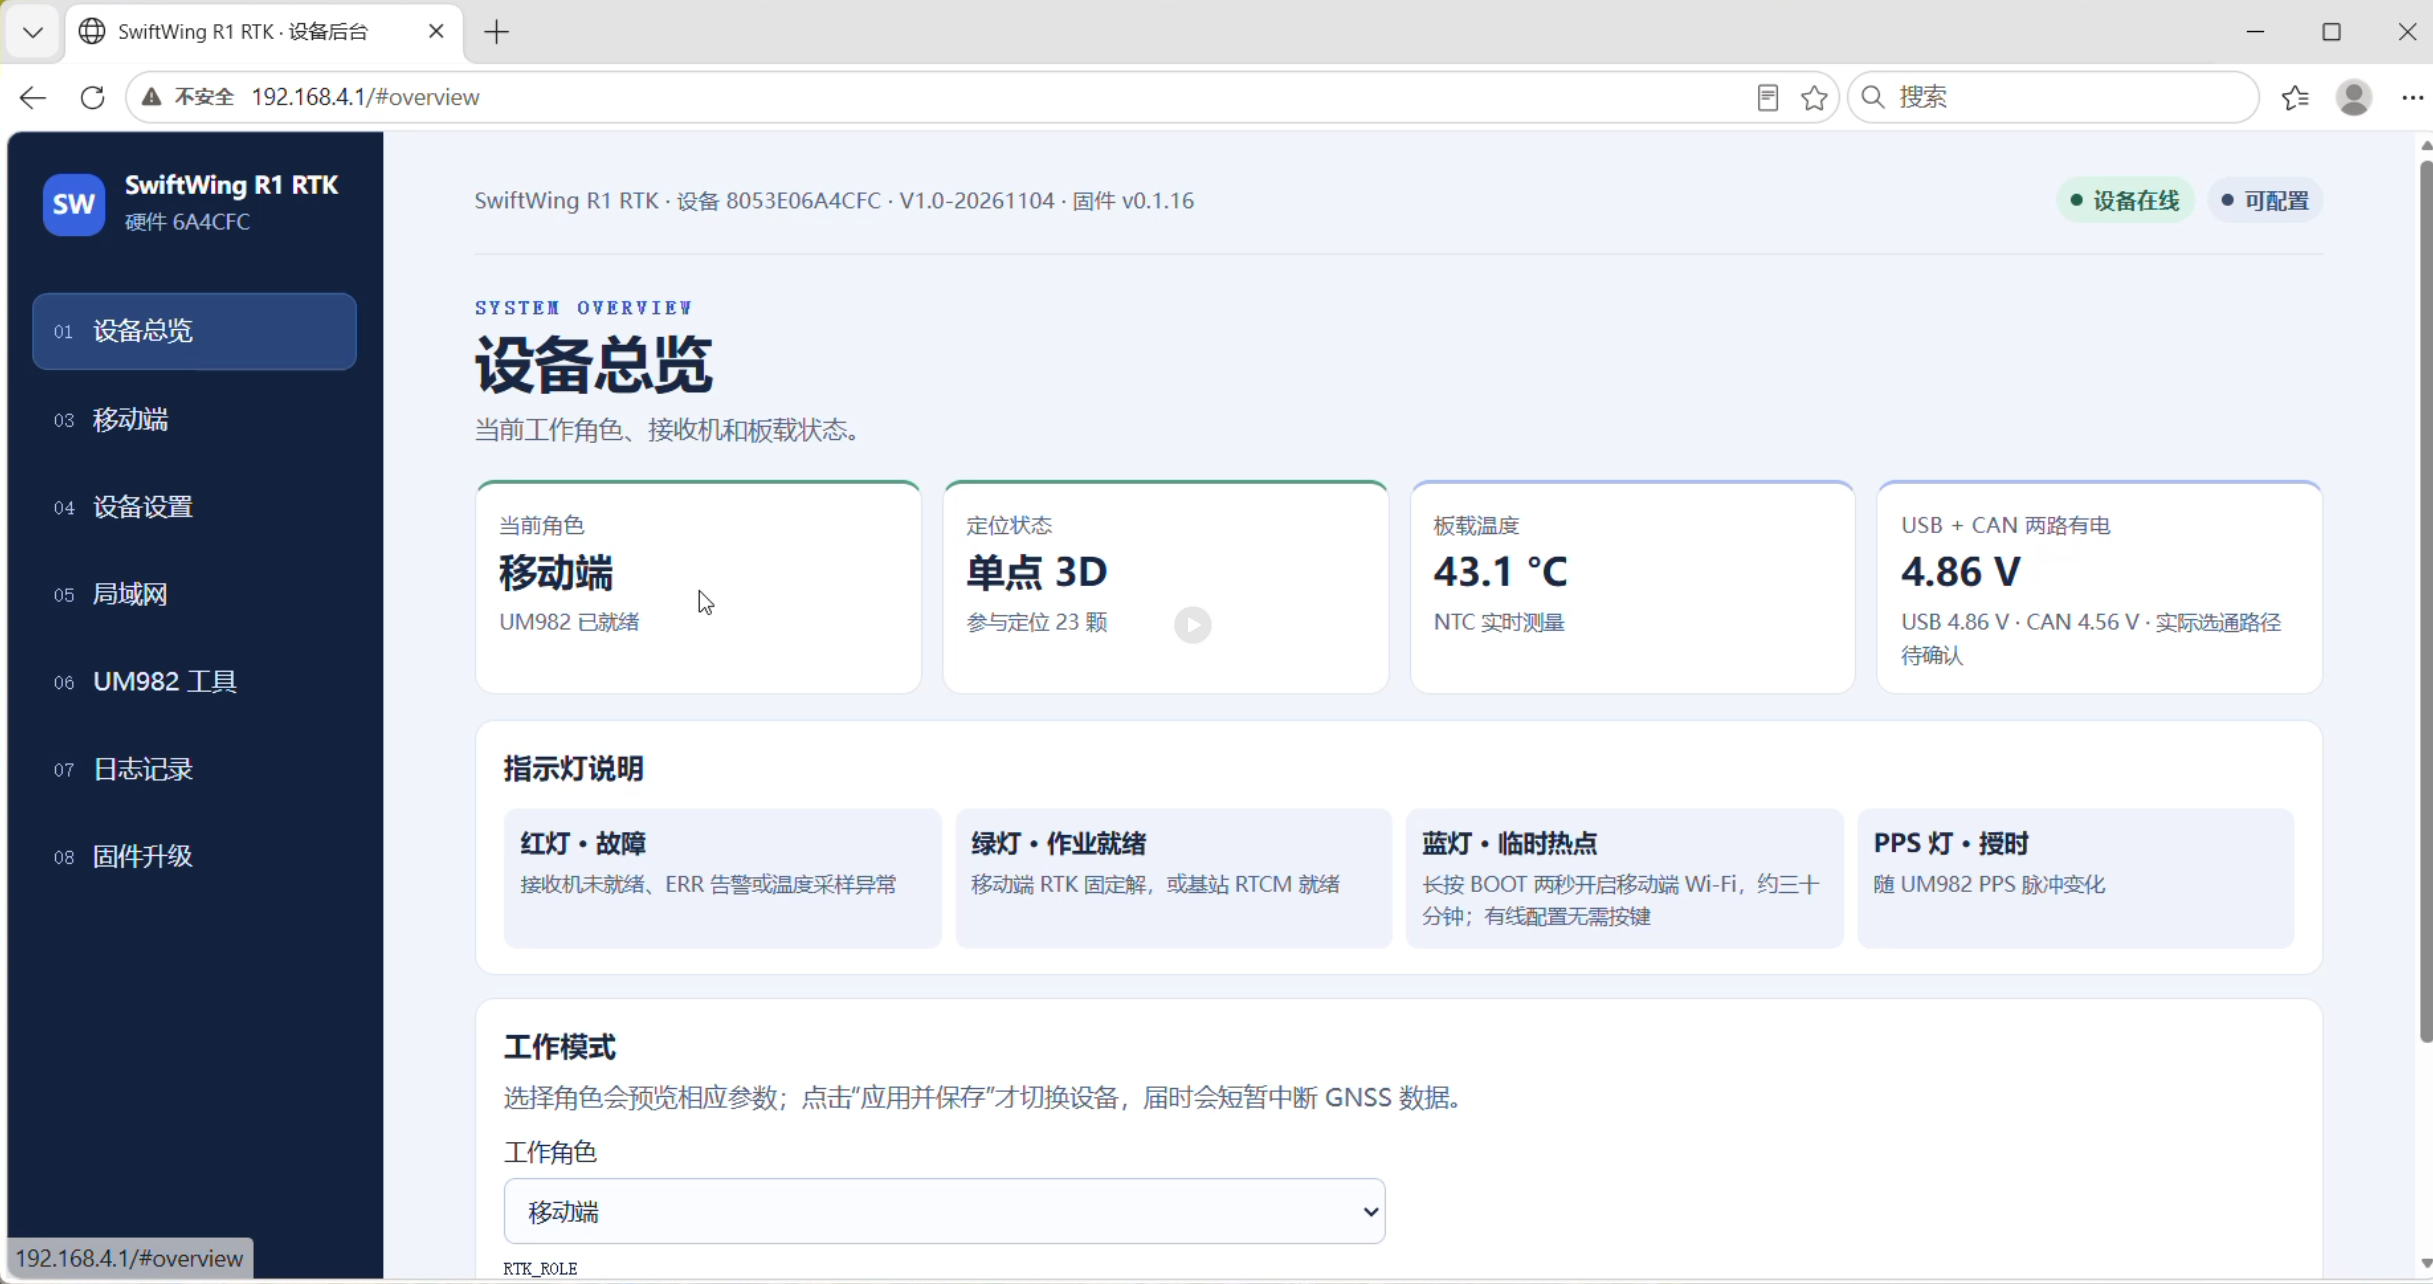 SwiftWing R1 RTK · 设备后台
不安全 192.168.4.1/#overview
搜索
SW
SwiftWing R1 RTK
硬件 6A4CFC
01 设备总览
03 移动端
04 设备设置
05 局域网
06 UM982 工具
07 日志记录
08 固件升级
192.168.4.1/#overview
SwiftWing R1 RTK · 设备 8053E06A4CFC · V1.0-20261104 · 固件 v0.1.16
设备在线
可配置
SYSTEM OVERVIEW
设备总览
当前工作角色、接收机和板载状态。
当前角色
移动端
UM982 已就绪
定位状态
单点 3D
参与定位 23 颗
板载温度
43.1 °C
NTC 实时测量
USB + CAN 两路有电
4.86 V
USB 4.86 V · CAN 4.56 V · 实际选通路径
待确认
指示灯说明
红灯 · 故障
接收机未就绪、ERR 告警或温度采样异常
绿灯 · 作业就绪
移动端 RTK 固定解，或基站 RTCM 就绪
蓝灯 · 临时热点
长按 BOOT 两秒开启移动端 Wi-Fi，约三十
分钟；有线配置无需按键
PPS 灯 · 授时
随 UM982 PPS 脉冲变化
工作模式
选择角色会预览相应参数；点击“应用并保存”才切换设备，届时会短暂中断 GNSS 数据。
工作角色
移动端
RTK_ROLE